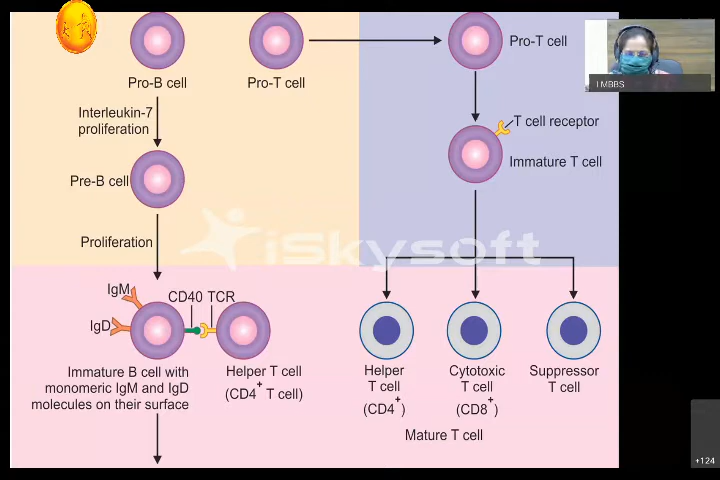 Pro-B cell
Pro-T cell
Pro-T cell
I MBBS
Interleukin-7
proliferation
T cell receptor
Immature T cell
Pre-B cell
Proliferation
iSkysoft
IgM
CD40 TCR
IgD
Immature B cell with
monomeric IgM and IgD
molecules on their surface
Helper T cell
(CD4+ T cell)
Helper
T cell
(CD4+)
Cytotoxic
T cell
(CD8+)
Suppressor
T cell
Mature T cell
+124